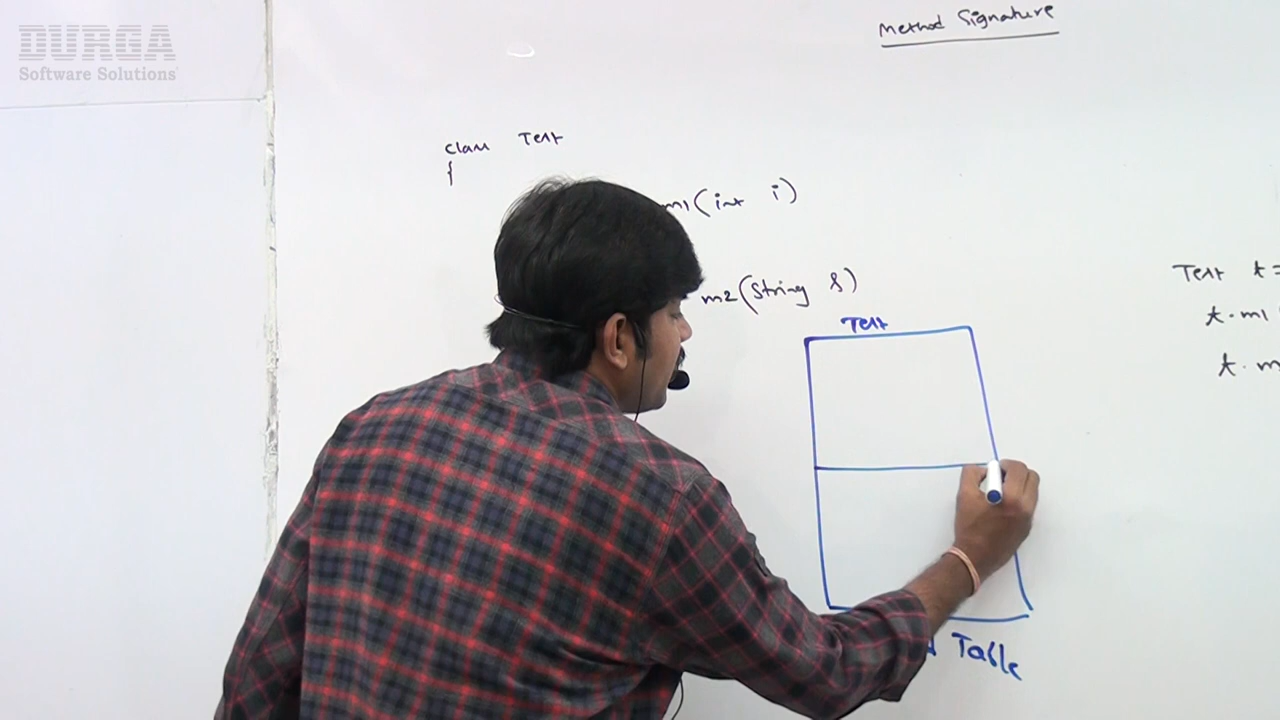 DURGA
Software Solutions
Method Signature
class Test
{
m1(int i)
m2(String s)
Test t =
t.m1
t.m
Test
Table